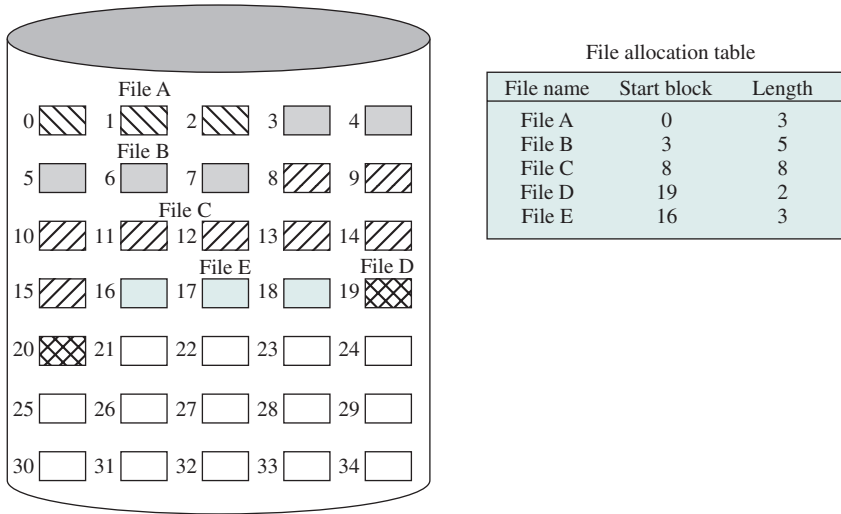 File A
0 1 2 3 4
File B
5 6 7 8 9
File C
10 11 12 13 14
File E File D
15 16 17 18 19
20 21 22 23 24
25 26 27 28 29
30 31 32 33 34
File allocation table
File name Start block Length
File A 0 3
File B 3 5
File C 8 8
File D 19 2
File E 16 3